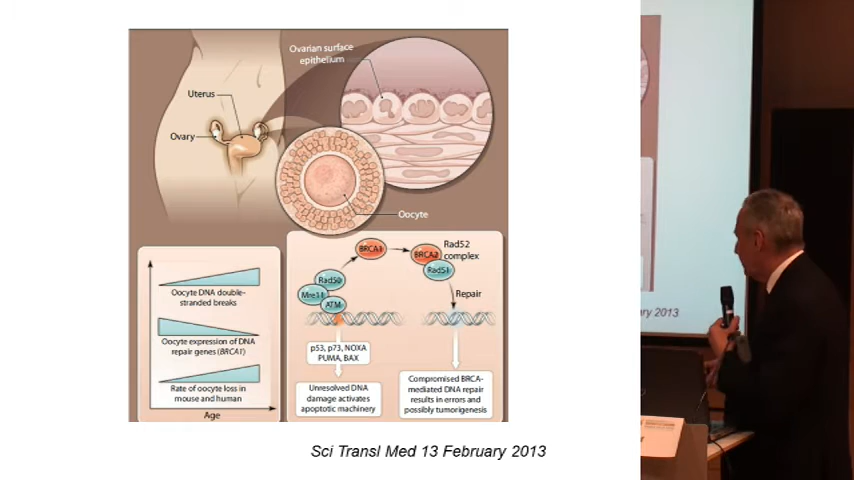 Ovarian surface
epithelium
Uterus
Ovary
Oocyte
Oocyte DNA double-
stranded breaks
Oocyte expression of DNA
repair genes (BRCA1)
Rate of oocyte loss in
mouse and human
Age
BRCA1
BRCA2
Rad52
complex
Rad51
Rad50
Mre11
ATM
Repair
p53, p73, NOXA
PUMA, BAX
Unresolved DNA
damage activates
apoptotic machinery
Compromised BRCA-
mediated DNA repair
results in errors and
possibly tumorigenesis
Sci Transl Med 13 February 2013
ry 2013